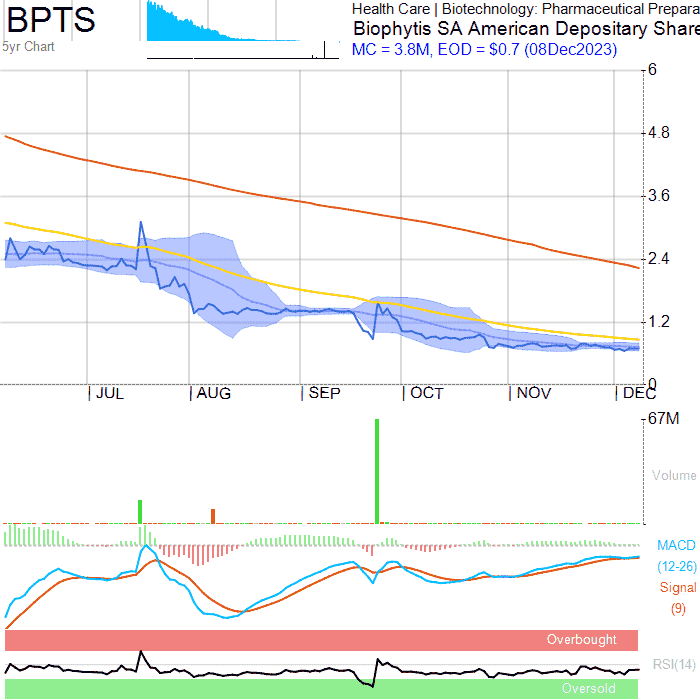 BPTS
5yr Chart
Health Care | Biotechnology: Pharmaceutical Prepara
Biophytis SA American Depositary Share
MC = 3.8M, EOD = $0.7 (08Dec2023)
6
4.8
3.6
2.4
1.2
0
JUL
AUG
SEP
OCT
NOV
DEC
67M
Volume
MACD
(12-26)
Signal
(9)
Overbought
RSI(14)
Oversold